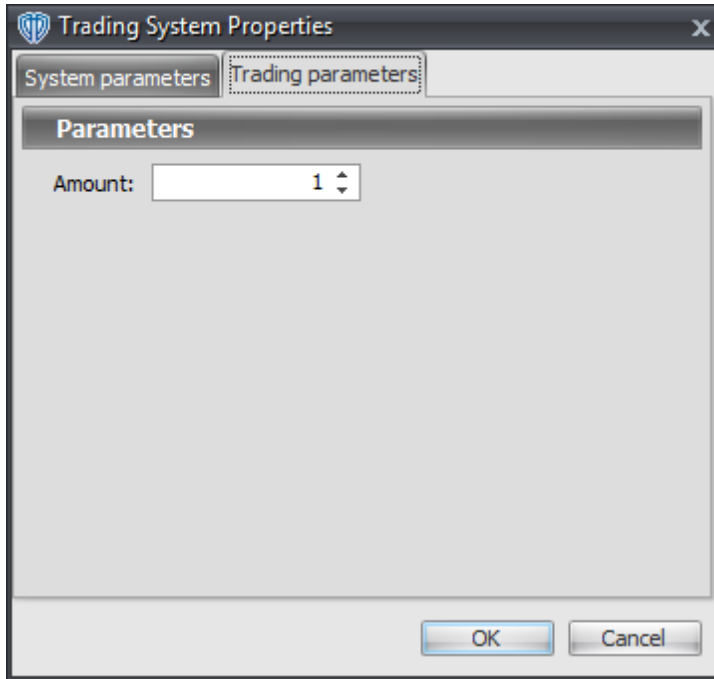 Trading System Properties x
System parameters Trading parameters
Parameters
Amount: 1
OK Cancel